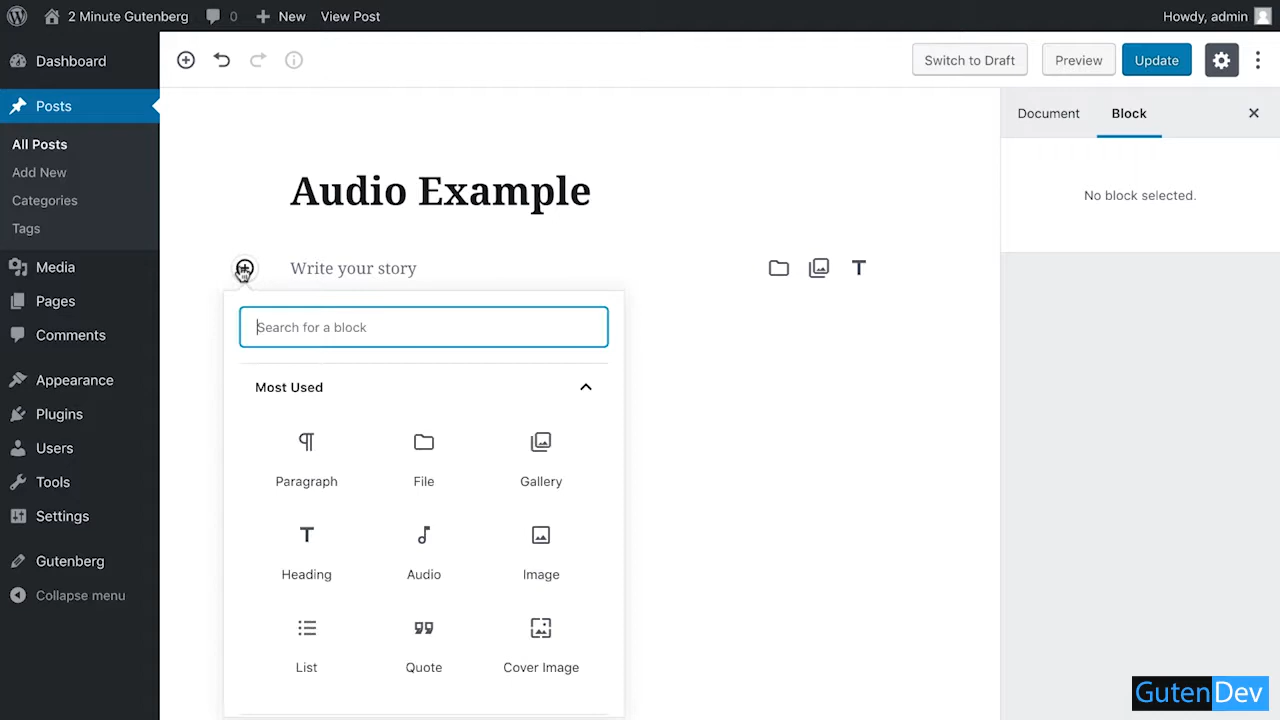 2 Minute Gutenberg 0 New View Post Howdy, admin
Dashboard
Posts
All Posts
Add New
Categories
Tags
Media
Pages
Comments
Appearance
Plugins
Users
Tools
Settings
Gutenberg
Collapse menu
Switch to Draft Preview Update
Audio Example
Write your story
Search for a block
Most Used
Paragraph File Gallery
Heading Audio Image
List Quote Cover Image
Document Block
No block selected.
GutenDev